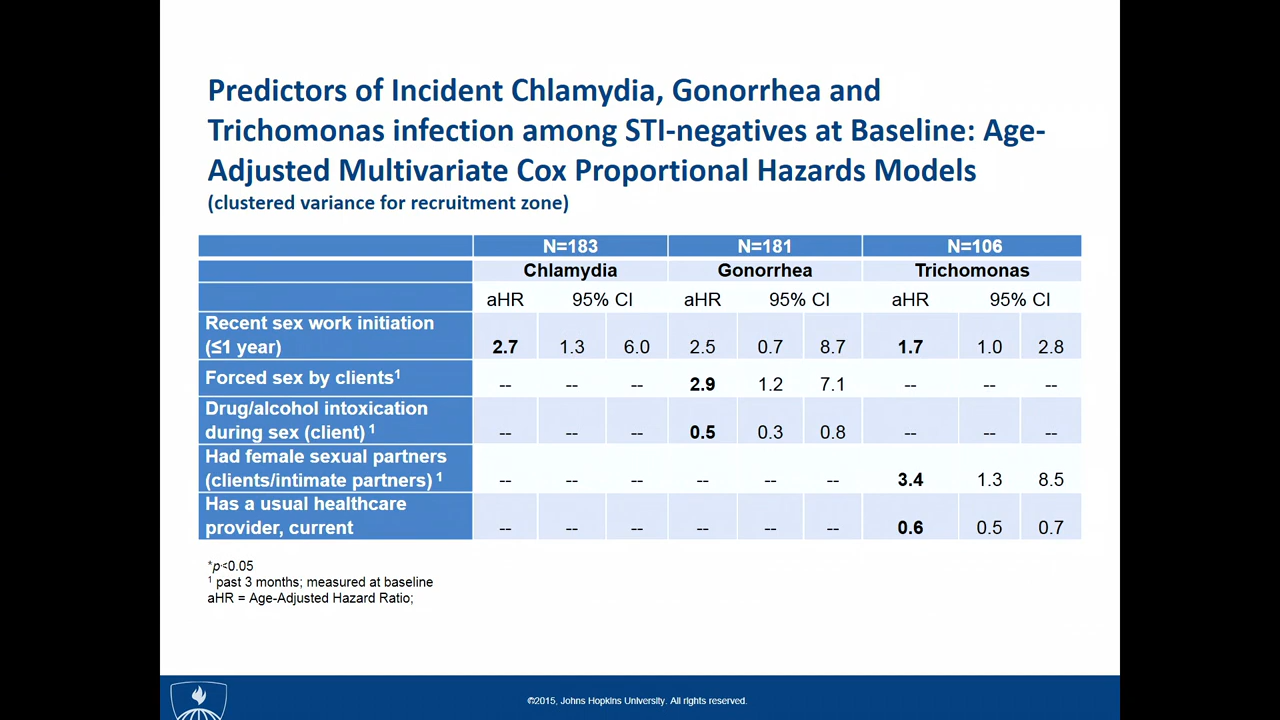 Predictors of Incident Chlamydia, Gonorrhea and
Trichomonas infection among STI-negatives at Baseline: Age-
Adjusted Multivariate Cox Proportional Hazards Models
(clustered variance for recruitment zone)
N=183 N=181 N=106
Chlamydia Gonorrhea Trichomonas
aHR 95% CI aHR 95% CI aHR 95% CI
Recent sex work initiation
(≤1 year) 2.7 1.3 6.0 2.5 0.7 8.7 1.7 1.0 2.8
Forced sex by clients1 -- -- -- 2.9 1.2 7.1 -- -- --
Drug/alcohol intoxication
during sex (client) 1 -- -- -- 0.5 0.3 0.8 -- -- --
Had female sexual partners
(clients/intimate partners) 1 -- -- -- -- -- -- 3.4 1.3 8.5
Has a usual healthcare
provider, current -- -- -- -- -- -- 0.6 0.5 0.7
*p<0.05
1 past 3 months; measured at baseline
aHR = Age-Adjusted Hazard Ratio;
©2015, Johns Hopkins University. All rights reserved.